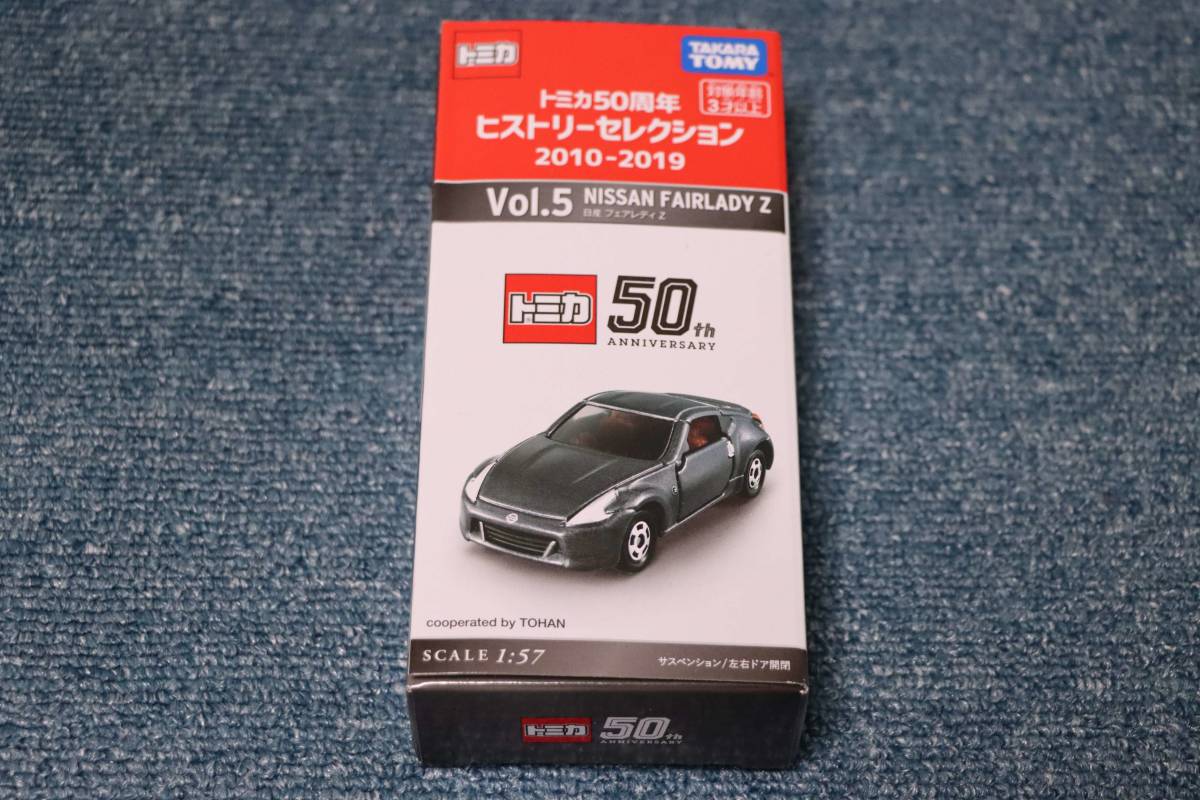 トミカ
TAKARA
TOMY
対象年齢
3才以上
トミカ50周年
ヒストリーセレクション
2010-2019
Vol.5
NISSAN FAIRLADY Z
日産 フェアレディ Z
トミカ
50th
ANNIVERSARY
cooperated by TOHAN
SCALE 1:57
サスペンション/左右ドア開閉
トミカ
50th
ANNIVERSARY